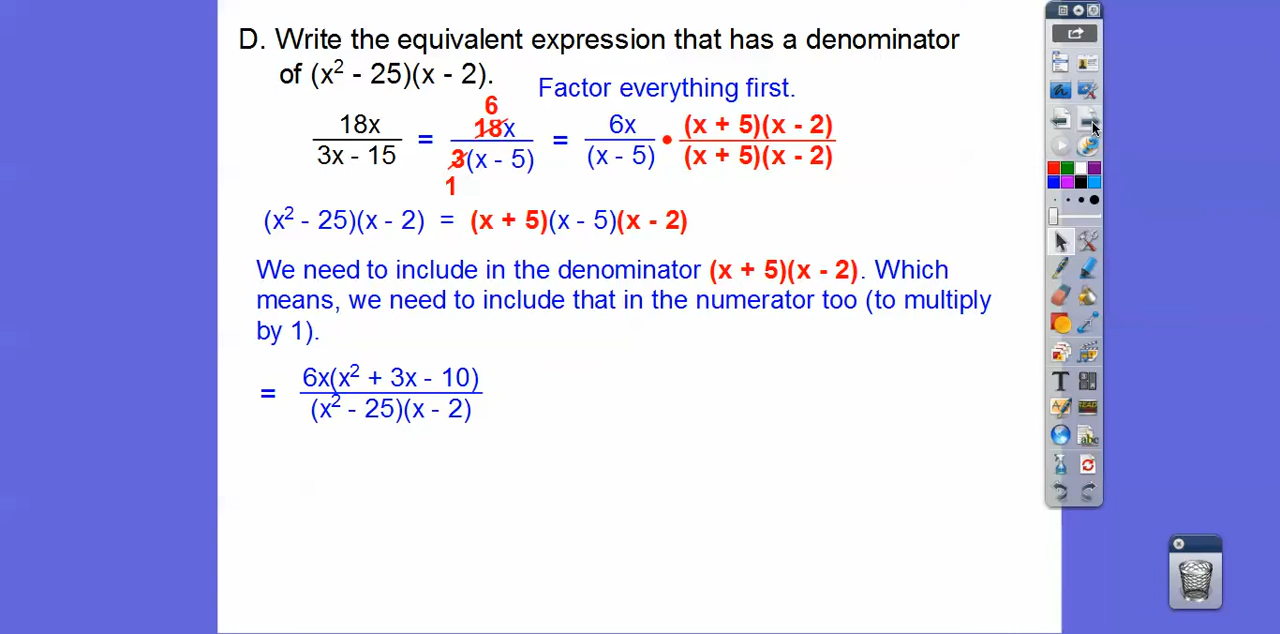 D. Write the equivalent expression that has a denominator
of (x² - 25)(x - 2).
Factor everything first.
18x / 3x - 15 = 6 18x / 3(x - 5) 1 = 6x / (x - 5) • (x + 5)(x - 2) / (x + 5)(x - 2)
(x² - 25)(x - 2) = (x + 5)(x - 5)(x - 2)
We need to include in the denominator (x + 5)(x - 2). Which
means, we need to include that in the numerator too (to multiply
by 1).
= 6x(x² + 3x - 10) / (x² - 25)(x - 2)